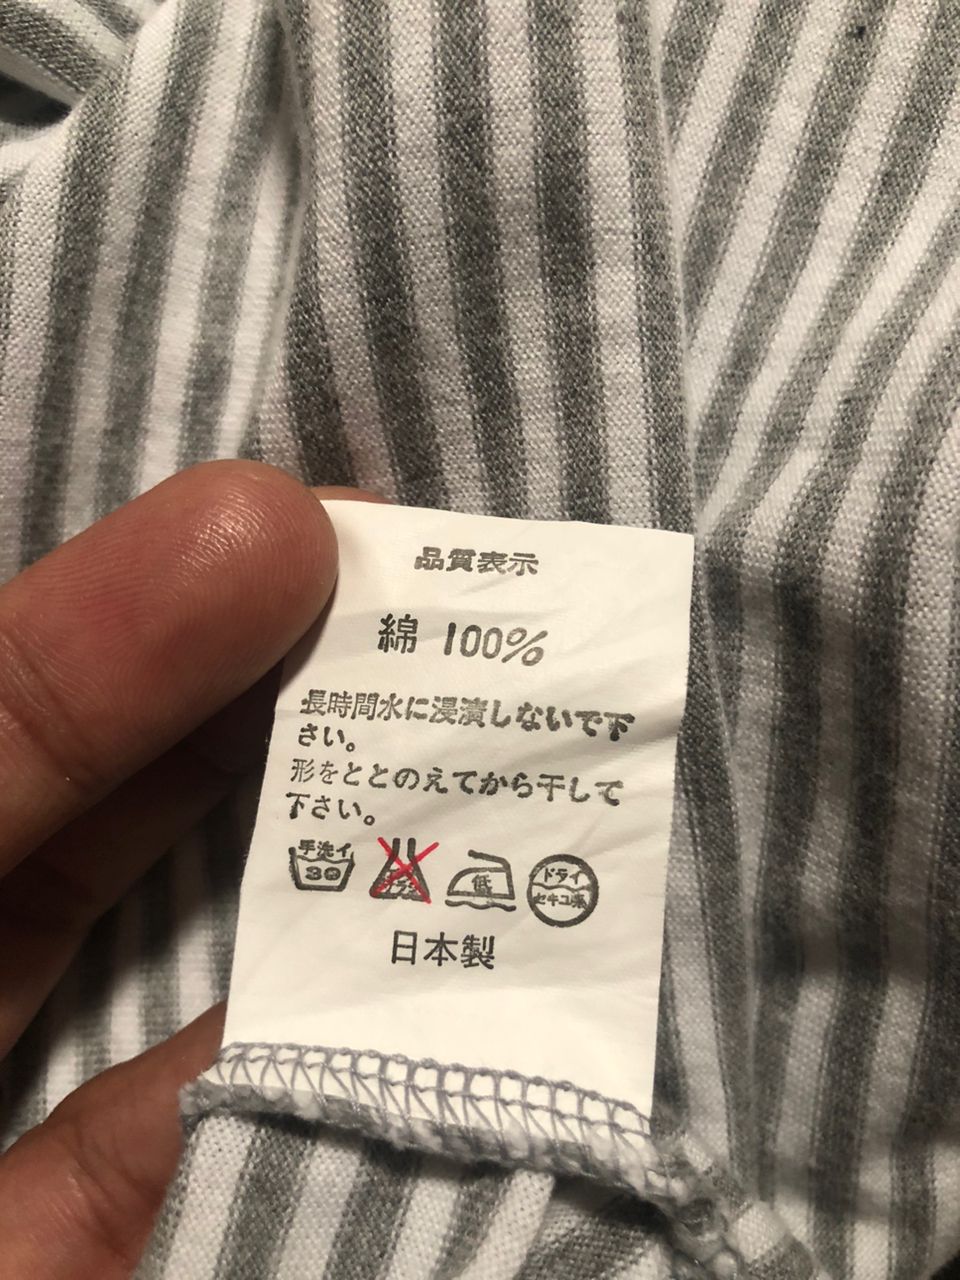 品質表示
綿 100%
長時間水に浸漬しないで下
さい。
形をととのえてから干して
下さい。
手洗イ
30
低
ドライ
セキユ系
日本製